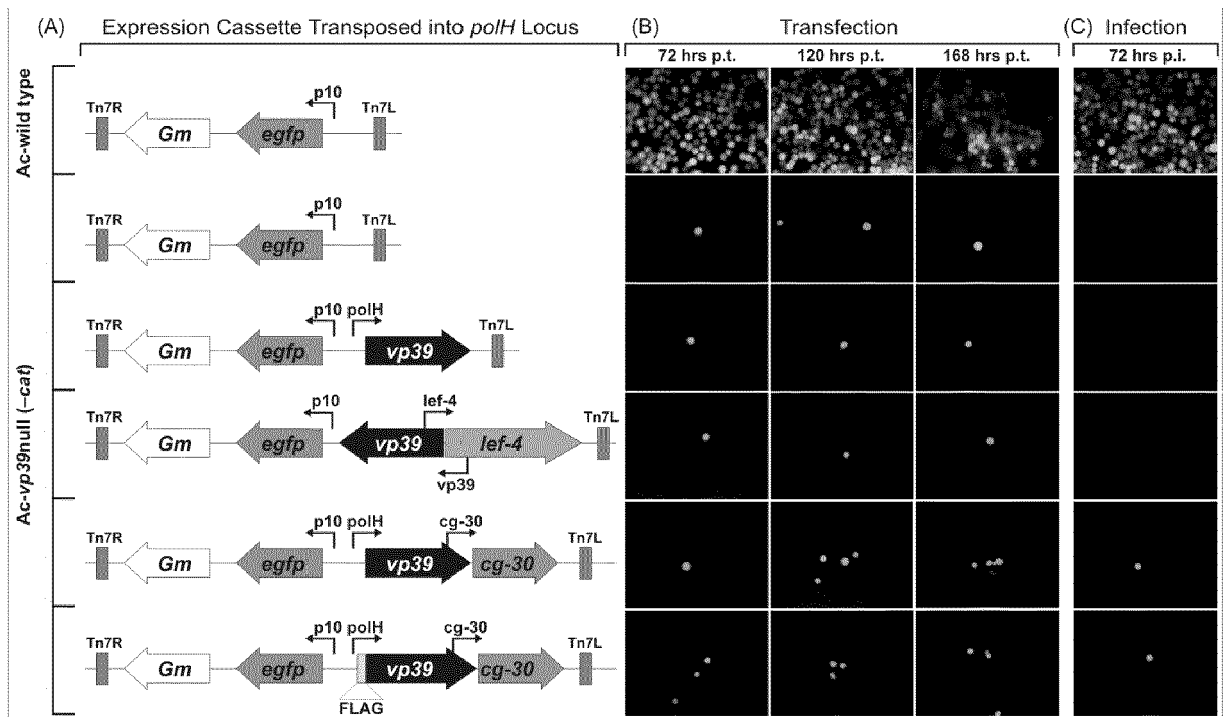 (A) Expression Cassette Transposed into polH Locus
(B) Transfection
(C) Infection
72 hrs p.t. 120 hrs p.t. 168 hrs p.t. 72 hrs p.i.
Ac-wild type
Tn7R Gm egfp p10 Tn7L
Ac-vp39null (–cat)
Tn7R Gm egfp p10 Tn7L
Tn7R Gm egfp p10 polH vp39 Tn7L
Tn7R Gm egfp p10 vp39 lef-4 lef-4 vp39 Tn7L
Tn7R Gm egfp p10 polH vp39 cg-30 cg-30 Tn7L
Tn7R Gm egfp p10 polH vp39 cg-30 cg-30 Tn7L
FLAG